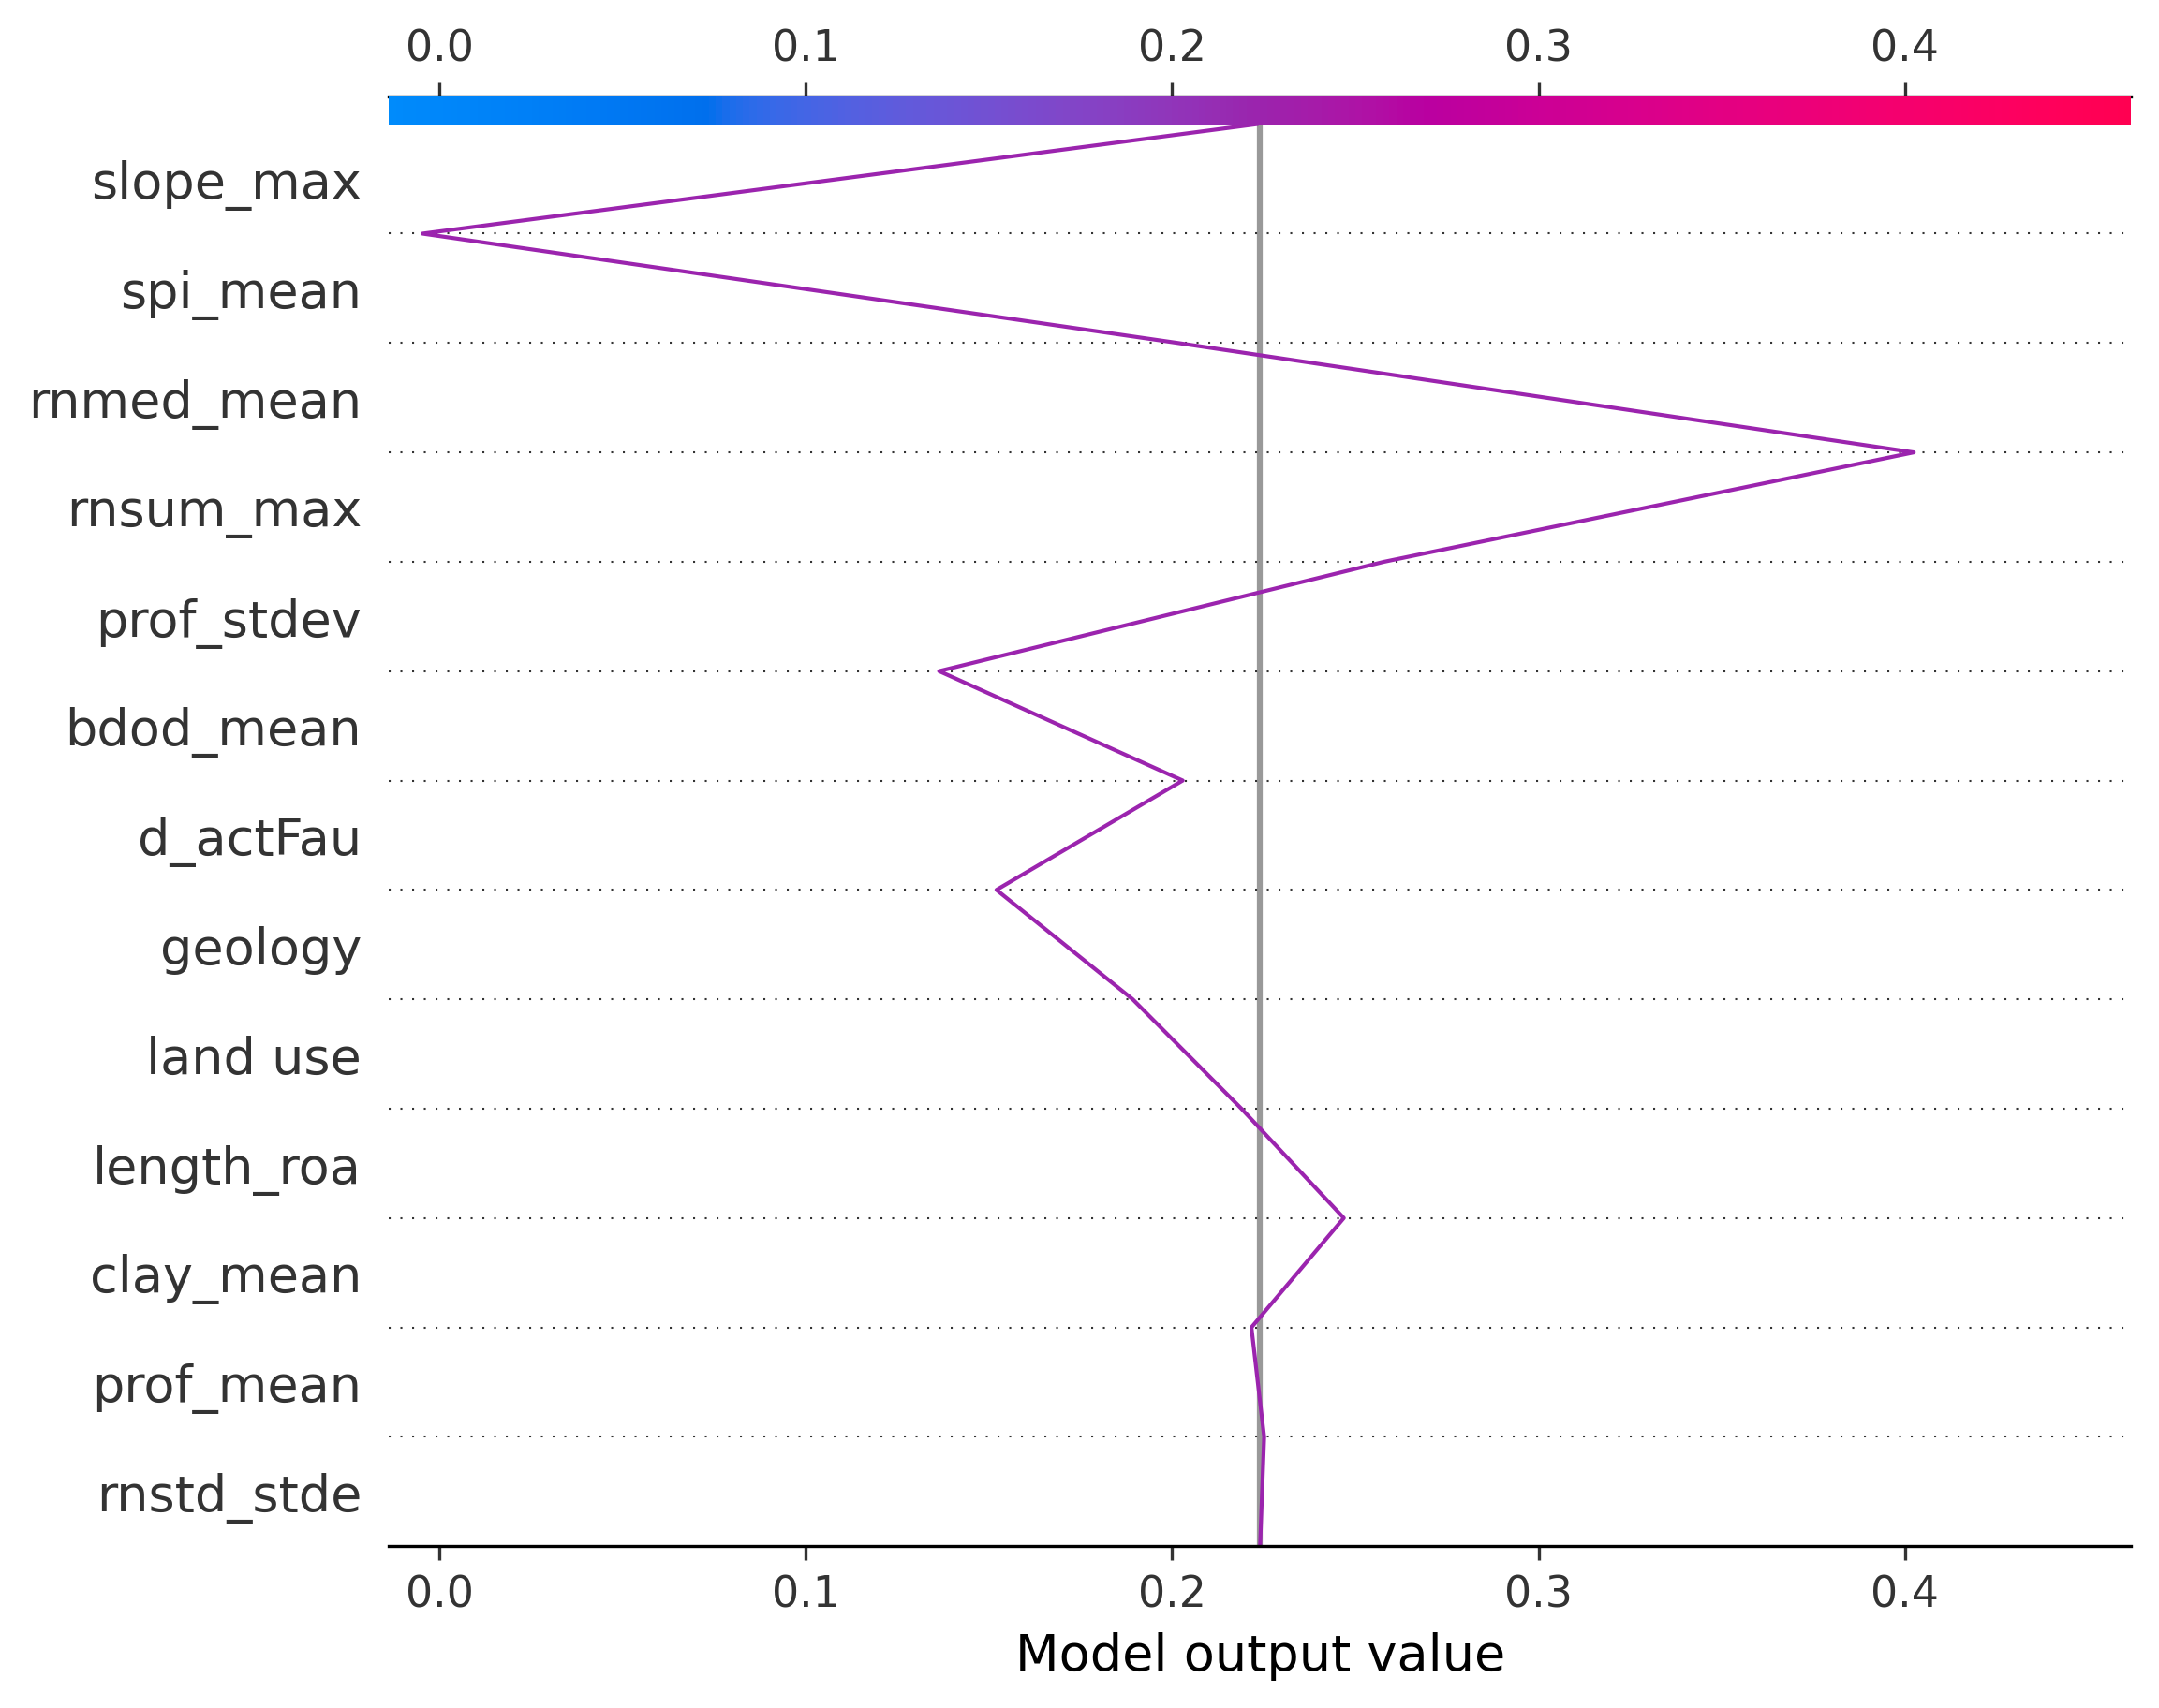 0.0 0.1 0.2 0.3 0.4
slope_max
spi_mean
rnmed_mean
rnsum_max
prof_stdev
bdod_mean
d_actFau
geology
land use
length_roa
clay_mean
prof_mean
rnstd_stde
0.0 0.1 0.2 0.3 0.4
Model output value